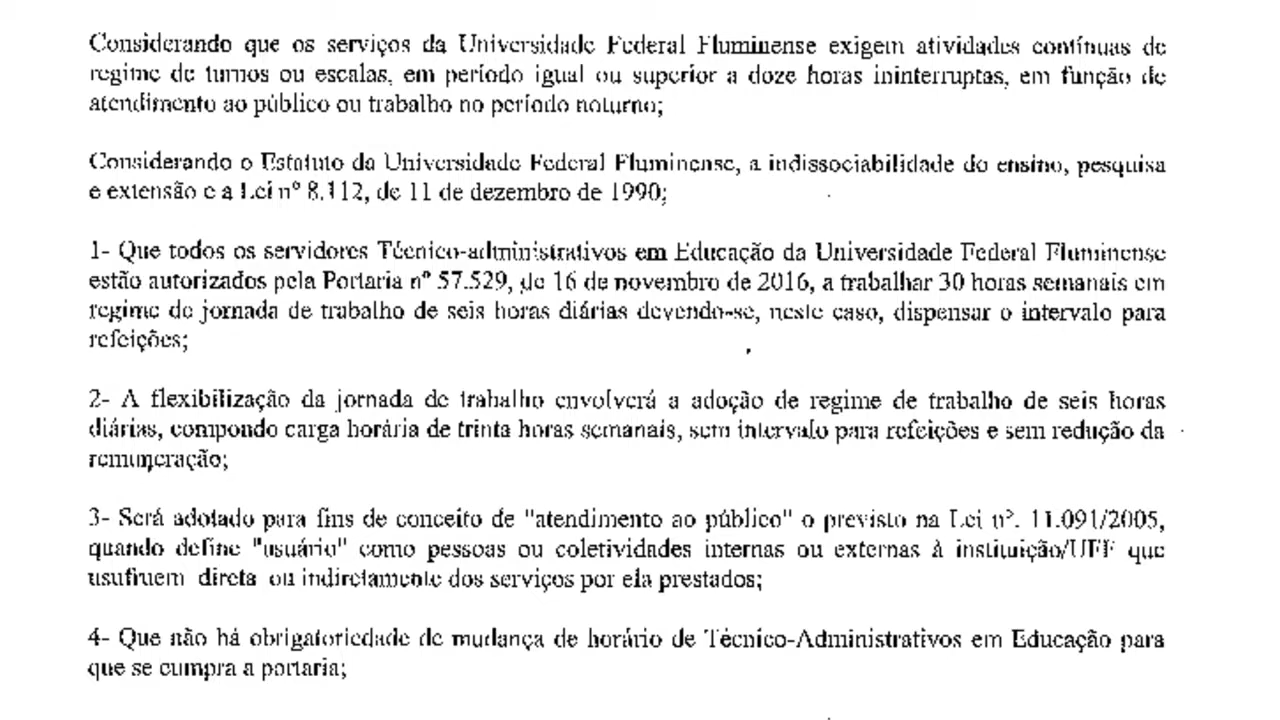 Considerando que os serviços da Universidade Federal Fluminense exigem atividades contínuas de
regime de turnos ou escalas, em período igual ou superior a doze horas ininterruptas, em função de
atendimento ao público ou trabalho no período noturno;
Considerando o Estatuto da Universidade Federal Fluminense, a indissociabilidade do ensino, pesquisa
e extensão e a Lei nº 8.112, de 11 de dezembro de 1990;
1- Que todos os servidores Técnico-administrativos em Educação da Universidade Federal Fluminense
estão autorizados pela Portaria nº 57.529, de 16 de novembro de 2016, a trabalhar 30 horas semanais em
regime de jornada de trabalho de seis horas diárias devendo-se, neste caso, dispensar o intervalo para
refeições;
2- A flexibilização da jornada de trabalho envolverá a adoção de regime de trabalho de seis horas
diárias, compondo carga horária de trinta horas semanais, sem intervalo para refeições e sem redução da
remuneração;
3- Será adotado para fins de conceito de "atendimento ao público" o previsto na Lei nº. 11.091/2005,
quando define "usuário" como pessoas ou coletividades internas ou externas à instituição/UFF que
usufruem direta ou indiretamente dos serviços por ela prestados;
4- Que não há obrigatoriedade de mudança de horário de Técnico-Administrativos em Educação para
que se cumpra a portaria;